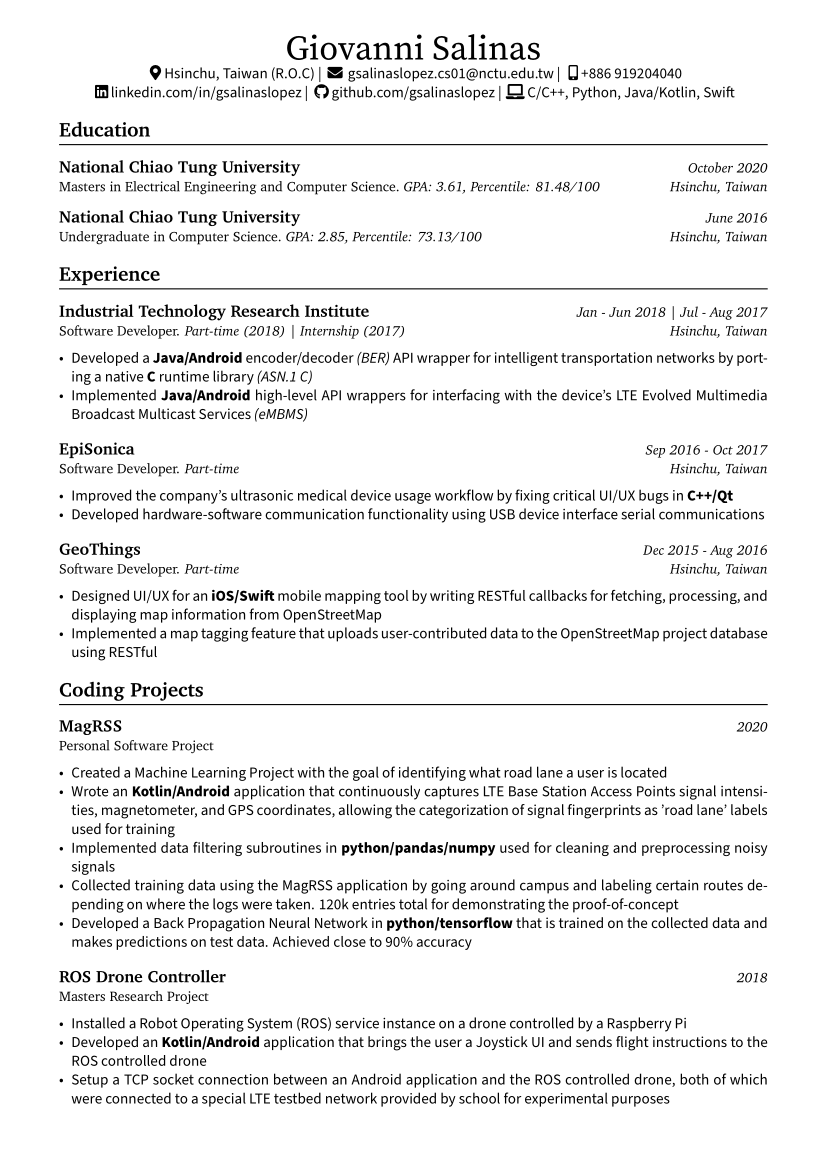 Giovanni Salinas
Hsinchu, Taiwan (R.O.C) | gsalinaslopez.cs01@nctu.edu.tw | +886 919204040
linkedin.com/in/gsalinaslopez | github.com/gsalinaslopez | C/C++, Python, Java/Kotlin, Swift
Education
National Chiao Tung University October 2020
Masters in Electrical Engineering and Computer Science. GPA: 3.61, Percentile: 81.48/100 Hsinchu, Taiwan
National Chiao Tung University June 2016
Undergraduate in Computer Science. GPA: 2.85, Percentile: 73.13/100 Hsinchu, Taiwan
Experience
Industrial Technology Research Institute Jan - Jun 2018 | Jul - Aug 2017
Software Developer. Part-time (2018) | Internship (2017) Hsinchu, Taiwan
• Developed a Java/Android encoder/decoder (BER) API wrapper for intelligent transportation networks by port-
ing a native C runtime library (ASN.1 C)
• Implemented Java/Android high-level API wrappers for interfacing with the device's LTE Evolved Multimedia
Broadcast Multicast Services (eMBMS)
EpiSonica Sep 2016 - Oct 2017
Software Developer. Part-time Hsinchu, Taiwan
• Improved the company's ultrasonic medical device usage workflow by fixing critical UI/UX bugs in C++/Qt
• Developed hardware-software communication functionality using USB device interface serial communications
GeoThings Dec 2015 - Aug 2016
Software Developer. Part-time Hsinchu, Taiwan
• Designed UI/UX for an iOS/Swift mobile mapping tool by writing RESTful callbacks for fetching, processing, and
displaying map information from OpenStreetMap
• Implemented a map tagging feature that uploads user-contributed data to the OpenStreetMap project database
using RESTful
Coding Projects
MagRSS 2020
Personal Software Project
• Created a Machine Learning Project with the goal of identifying what road lane a user is located
• Wrote an Kotlin/Android application that continuously captures LTE Base Station Access Points signal intensi-
ties, magnetometer, and GPS coordinates, allowing the categorization of signal fingerprints as 'road lane' labels
used for training
• Implemented data filtering subroutines in python/pandas/numpy used for cleaning and preprocessing noisy
signals
• Collected training data using the MagRSS application by going around campus and labeling certain routes de-
pending on where the logs were taken. 120k entries total for demonstrating the proof-of-concept
• Developed a Back Propagation Neural Network in python/tensorflow that is trained on the collected data and
makes predictions on test data. Achieved close to 90% accuracy
ROS Drone Controller 2018
Masters Research Project
• Installed a Robot Operating System (ROS) service instance on a drone controlled by a Raspberry Pi
• Developed an Kotlin/Android application that brings the user a Joystick UI and sends flight instructions to the
ROS controlled drone
• Setup a TCP socket connection between an Android application and the ROS controlled drone, both of which
were connected to a special LTE testbed network provided by school for experimental purposes